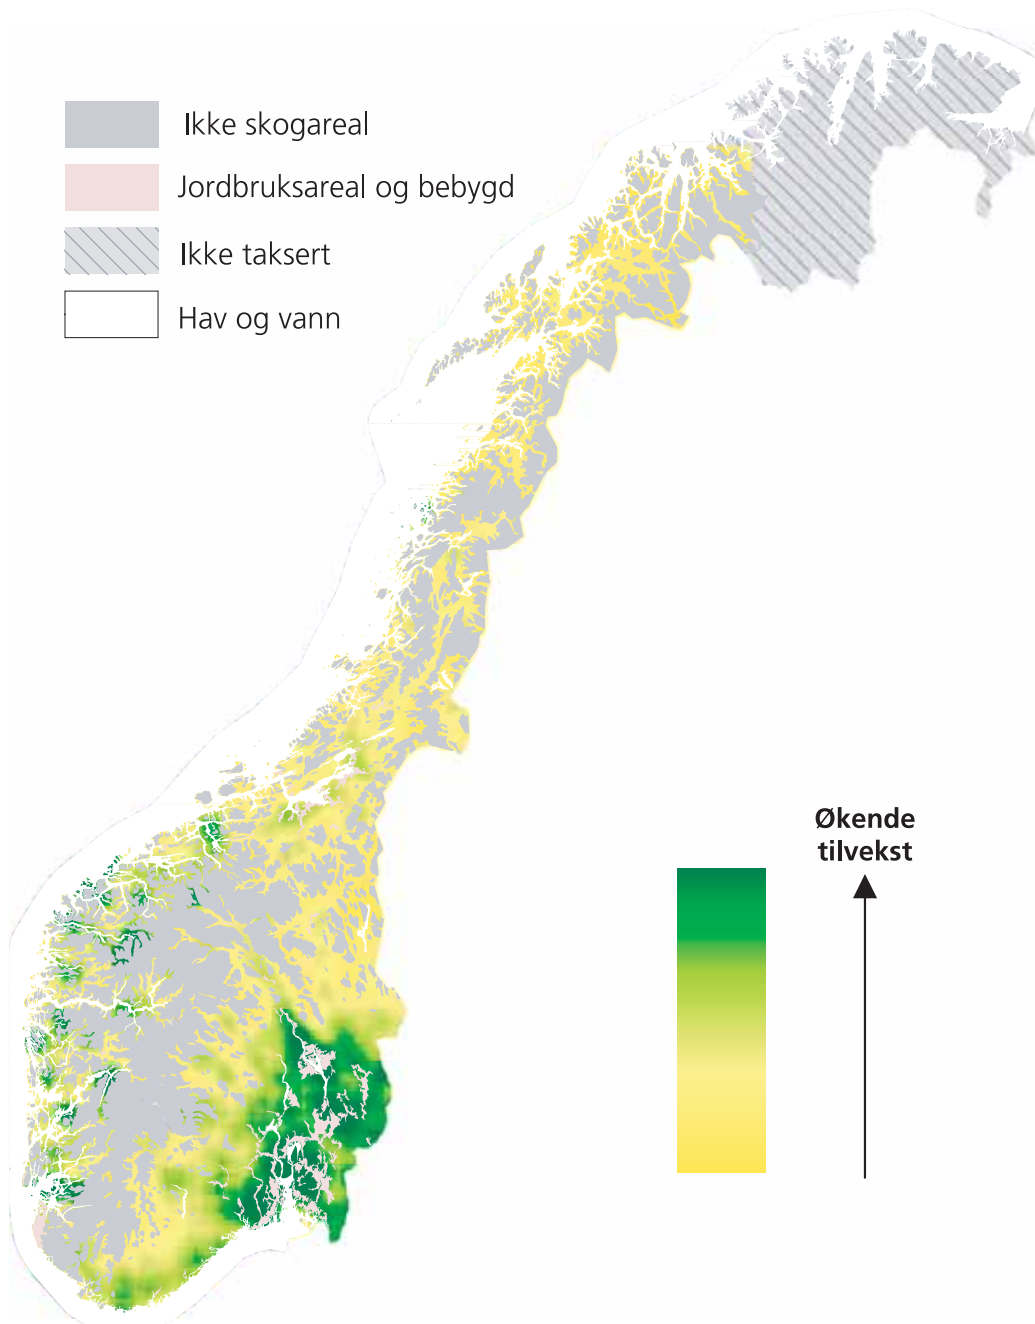 Ikke skogareal
Jordbruksareal og bebygd
Ikke taksert
Hav og vann
Økende
tilvekst